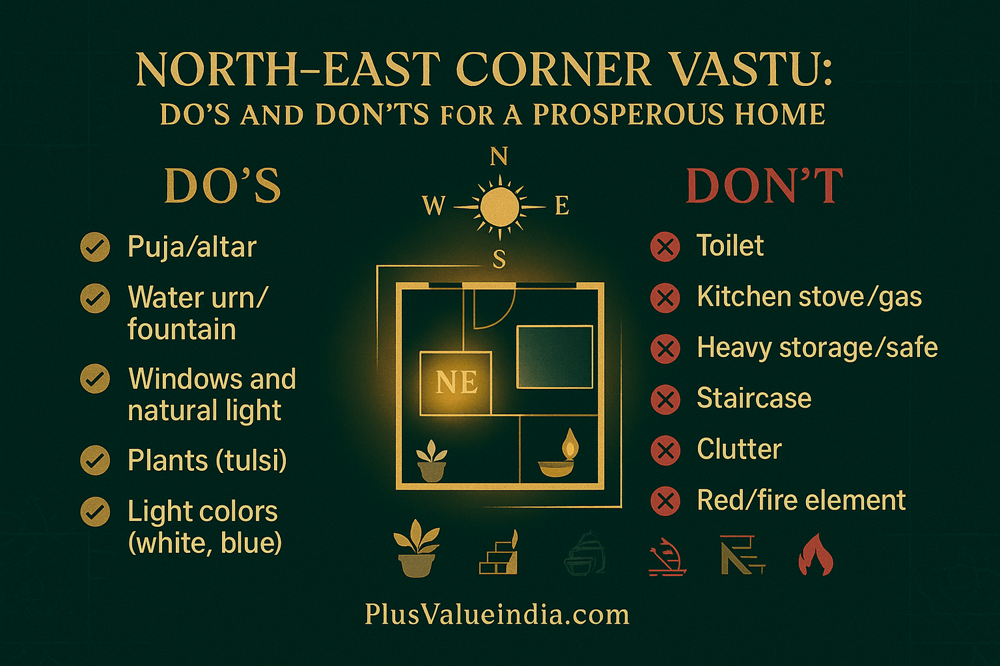 NORTH–EAST CORNER VASTU:
DO'S AND DON'TS FOR A PROSPEROUS HOME
DO'S
Puja/altar
Water urn/
fountain
Windows and
natural light
Plants (tulsi)
Light colors
(white, blue)
N
W E
S
NE
DON'T
Toilet
Kitchen stove/gas
Heavy storage/safe
Staircase
Clutter
Red/fire element
PlusValueindia.com